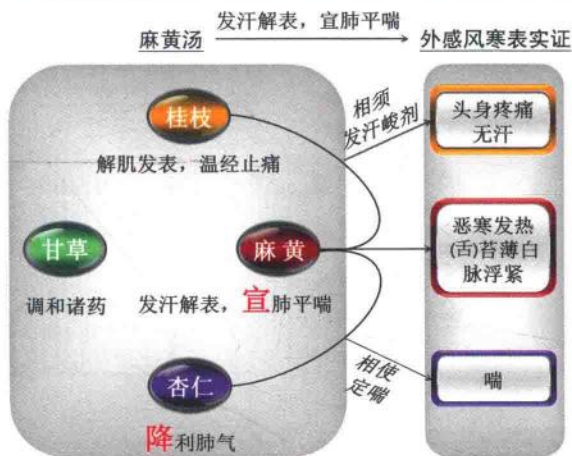 发汗解表，宣肺平喘
麻黄汤
外感风寒表实证
桂枝
解肌发表，温经止痛
相须
发汗峻剂
头身疼痛
无汗
甘草
调和诸药
麻黄
发汗解表，宣肺平喘
恶寒发热
(舌)苔薄白
脉浮紧
杏仁
降利肺气
相使
定喘
喘